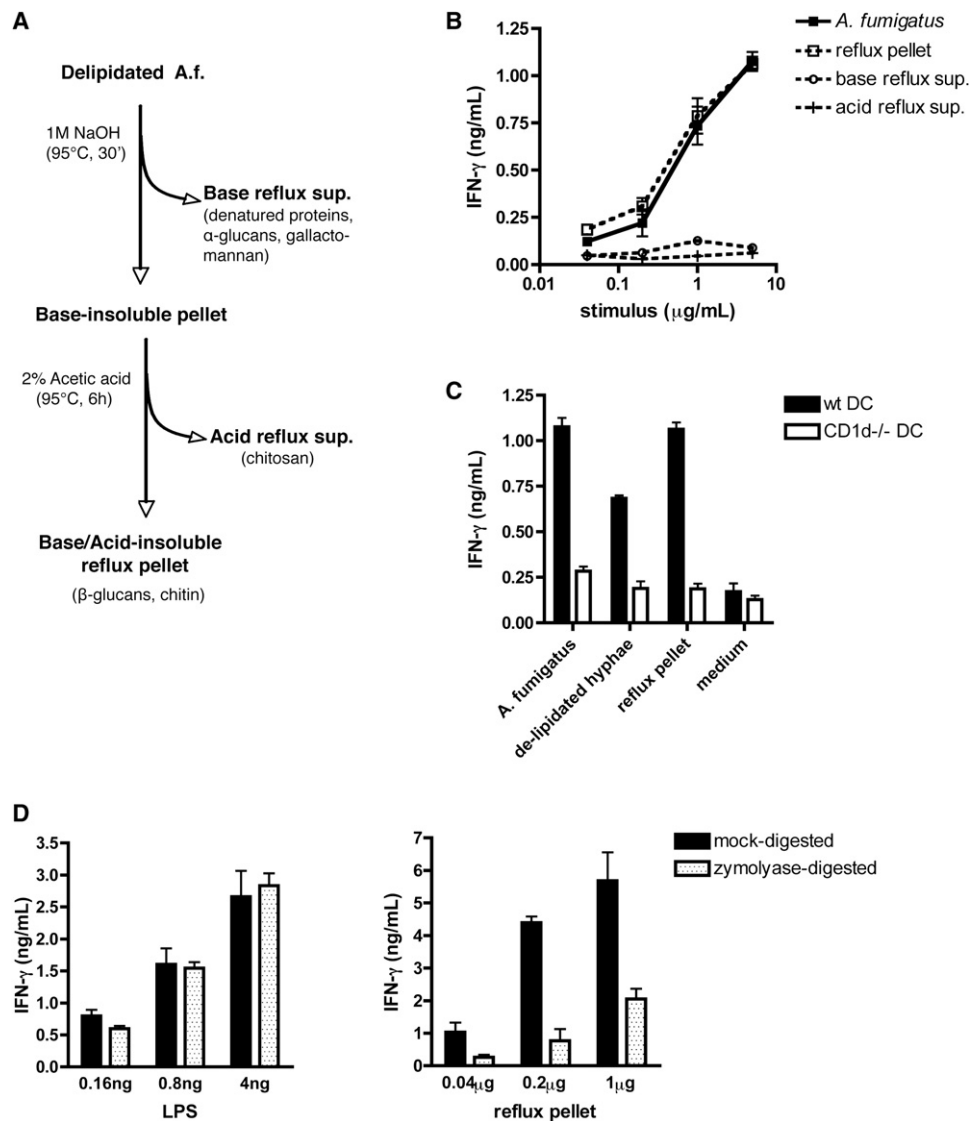 A
Delipidated A.f.
1M NaOH
(95°C, 30')
Base reflux sup.
(denatured proteins,
α-glucans, gallacto-
mannan)
Base-insoluble pellet
2% Acetic acid
(95°C, 6h)
Acid reflux sup.
(chitosan)
Base/Acid-insoluble
reflux pellet
(β-glucans, chitin)
B
IFN-γ (ng/mL)
1.25
1.00
0.75
0.50
0.25
0.00
0.01 0.1 1 10
stimulus (μg/mL)
A. fumigatus
reflux pellet
base reflux sup.
acid reflux sup.
C
IFN-γ (ng/mL)
1.25
1.00
0.75
0.50
0.25
0.00
A. fumigatus
de-lipidated hyphae
reflux pellet
medium
wt DC
CD1d-/- DC
D
IFN-γ (ng/mL)
3.5
3.0
2.5
2.0
1.5
1.0
0.5
0.0
0.16ng 0.8ng 4ng
LPS
IFN-γ (ng/mL)
7
6
5
4
3
2
1
0
0.04μg 0.2μg 1μg
reflux pellet
mock-digested
zymolyase-digested